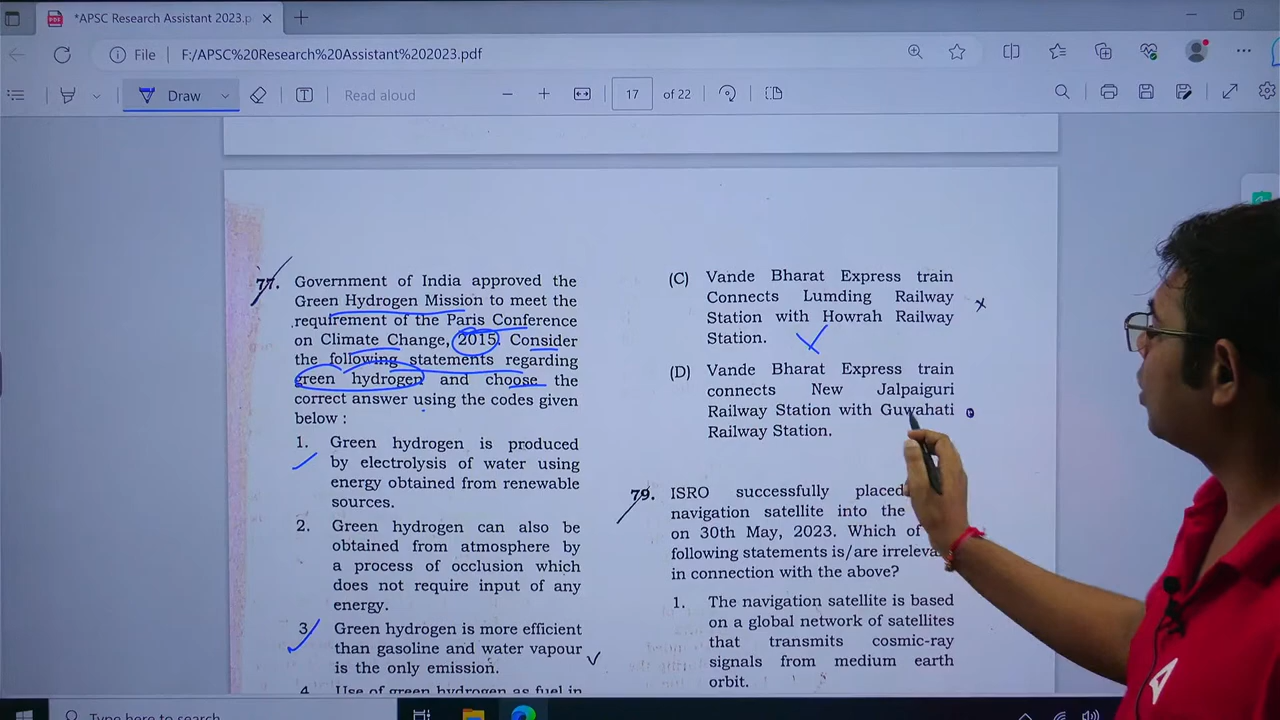 *APSC Research Assistant 2023.p
File
F:/APSC%20Research%20Assistant%202023.pdf
Draw
Read aloud
17
of 22
77.
Government of India approved the
Green Hydrogen Mission to meet the
requirement of the Paris Conference
on Climate Change, 2015. Consider
the following statements regarding
green hydrogen and choose the
correct answer using the codes given
below :
1. Green hydrogen is produced
by electrolysis of water using
energy obtained from renewable
sources.
2. Green hydrogen can also be
obtained from atmosphere by
a process of occlusion which
does not require input of any
energy.
3. Green hydrogen is more efficient
than gasoline and water vapour
is the only emission.
4. Use of green hydrogen as fuel in
(C) Vande Bharat Express train
Connects Lumding Railway
Station with Howrah Railway
Station.
(D) Vande Bharat Express train
connects New Jalpaiguri
Railway Station with Guwahati
Railway Station.
79. ISRO successfully placed
navigation satellite into the
on 30th May, 2023. Which of
following statements is/are irreleva
in connection with the above?
1. The navigation satellite is based
on a global network of satellites
that transmits cosmic-ray
signals from medium earth
orbit.
Type here to search